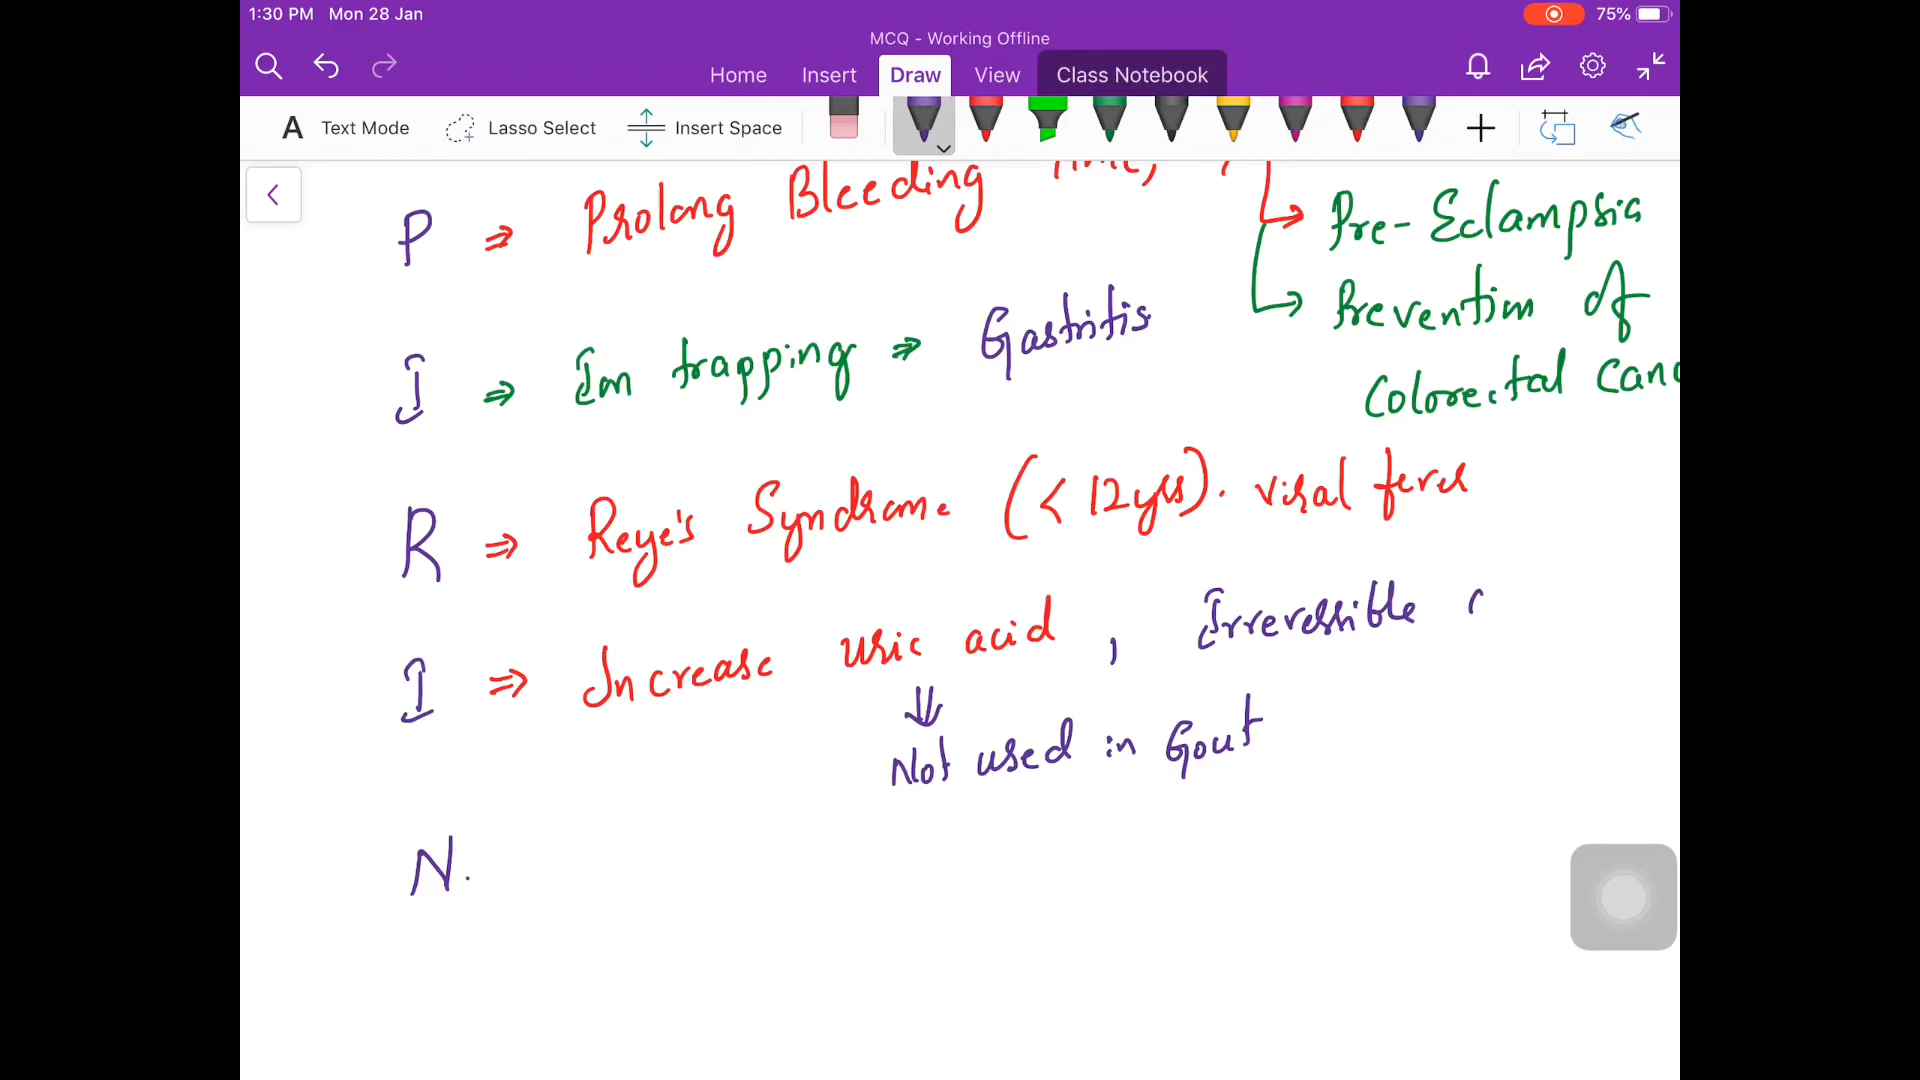 1:30 PM Mon 28 Jan
75%
MCQ - Working Offline
Home Insert Draw View Class Notebook
A Text Mode Lasso Select Insert Space
P ⇒ Prolong Bleeding Time,
→ Pre-Eclampsia
→ Prevention of
Colorectal Canc
I ⇒ Ion trapping ⇒ Gastritis
R ⇒ Reye's Syndrome (< 12yrs). viral fever
I ⇒ Increase uric acid , Irreversible
⇓
Not used in Gout
N.